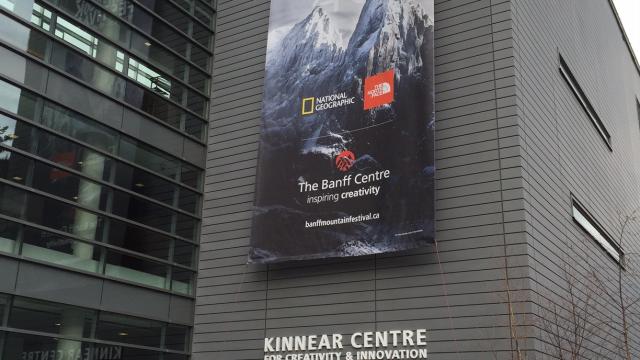 NATIONAL
GEOGRAPHIC
THE
NORTH
FACE
The Banff Centre
inspiring creativity
banffmountainfestival.ca
KINNEAR CENTRE
FOR CREATIVITY & INNOVATION